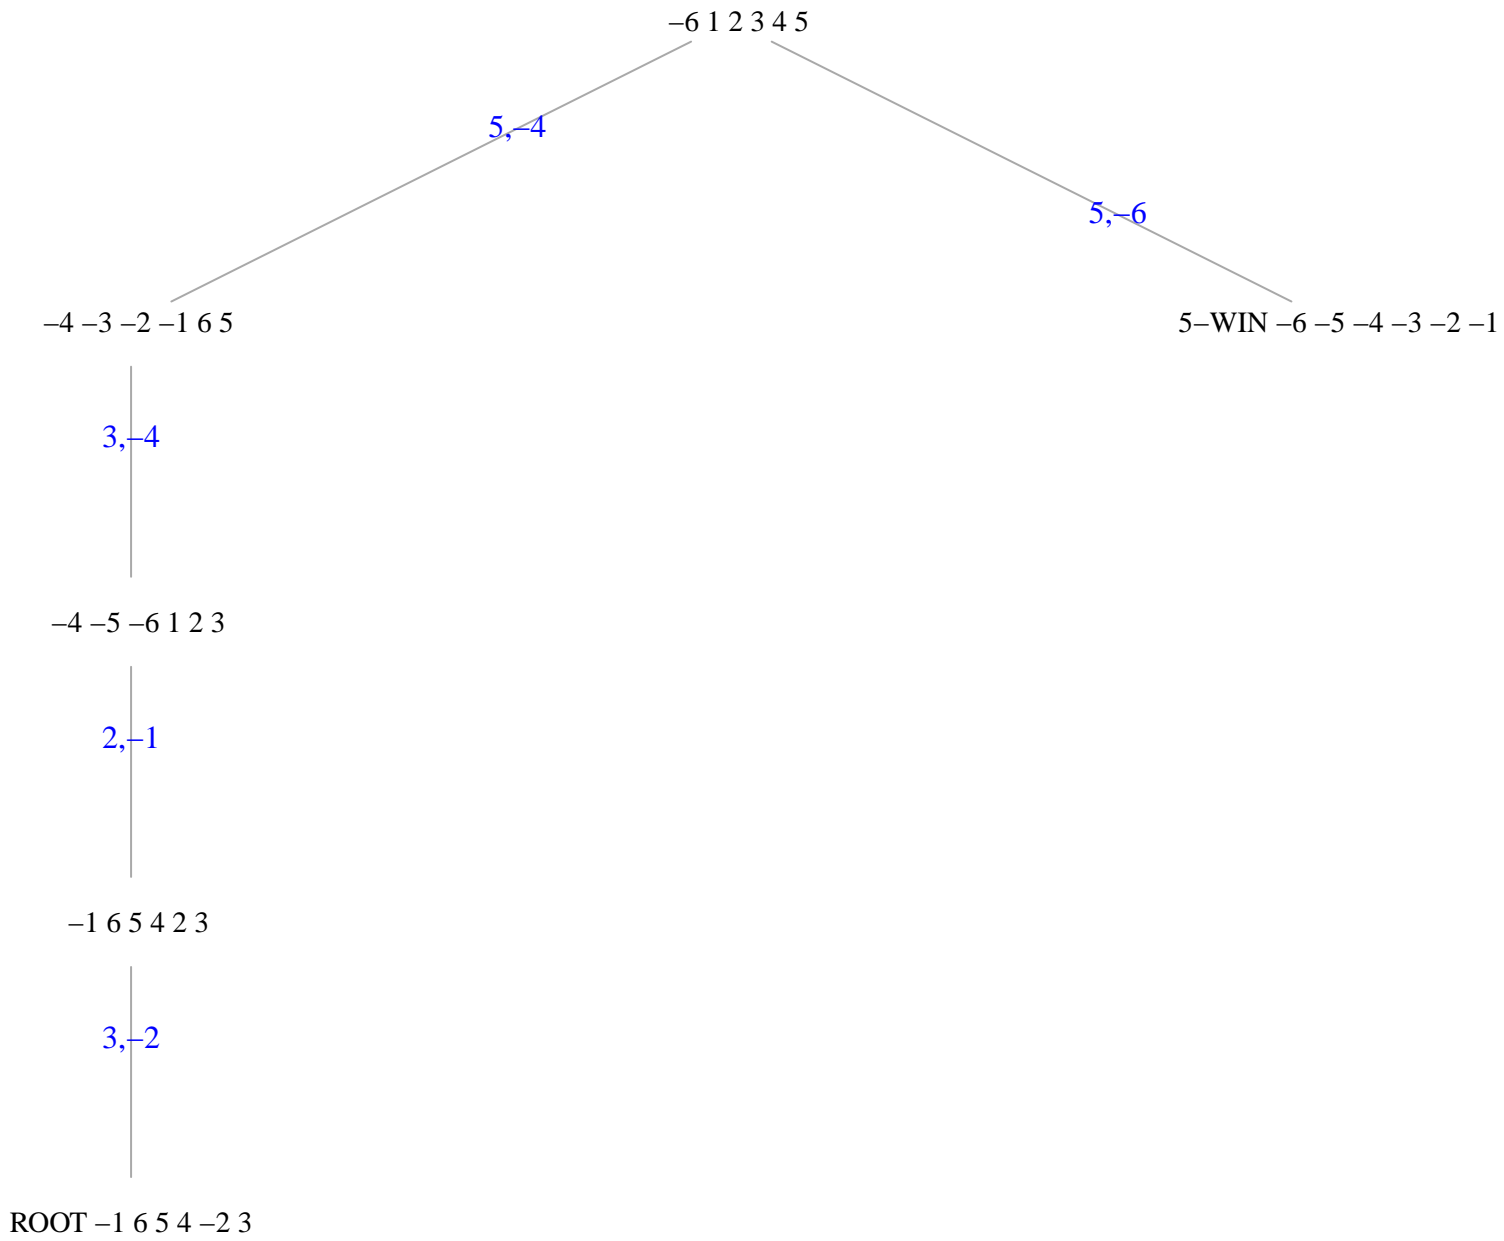 –6 1 2 3 4 5
5,–4
5,–6
–4 –3 –2 –1 6 5
5–WIN –6 –5 –4 –3 –2 –1
3,–4
–4 –5 –6 1 2 3
2,–1
–1 6 5 4 2 3
3,–2
ROOT –1 6 5 4 –2 3